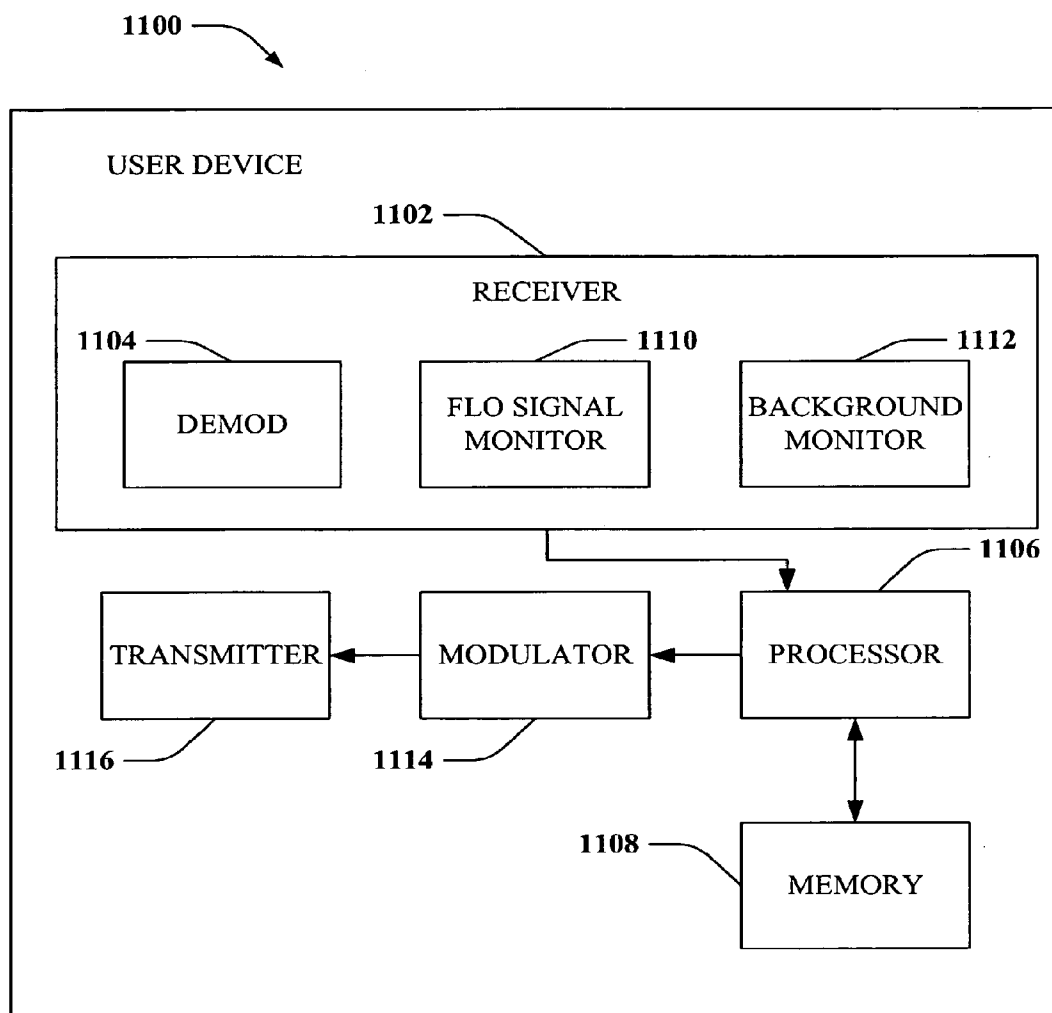 1100
USER DEVICE
1102
RECEIVER
1104
1110
1112
DEMOD
FLO SIGNAL
MONITOR
BACKGROUND
MONITOR
1106
TRANSMITTER
MODULATOR
PROCESSOR
1116
1114
1108
MEMORY